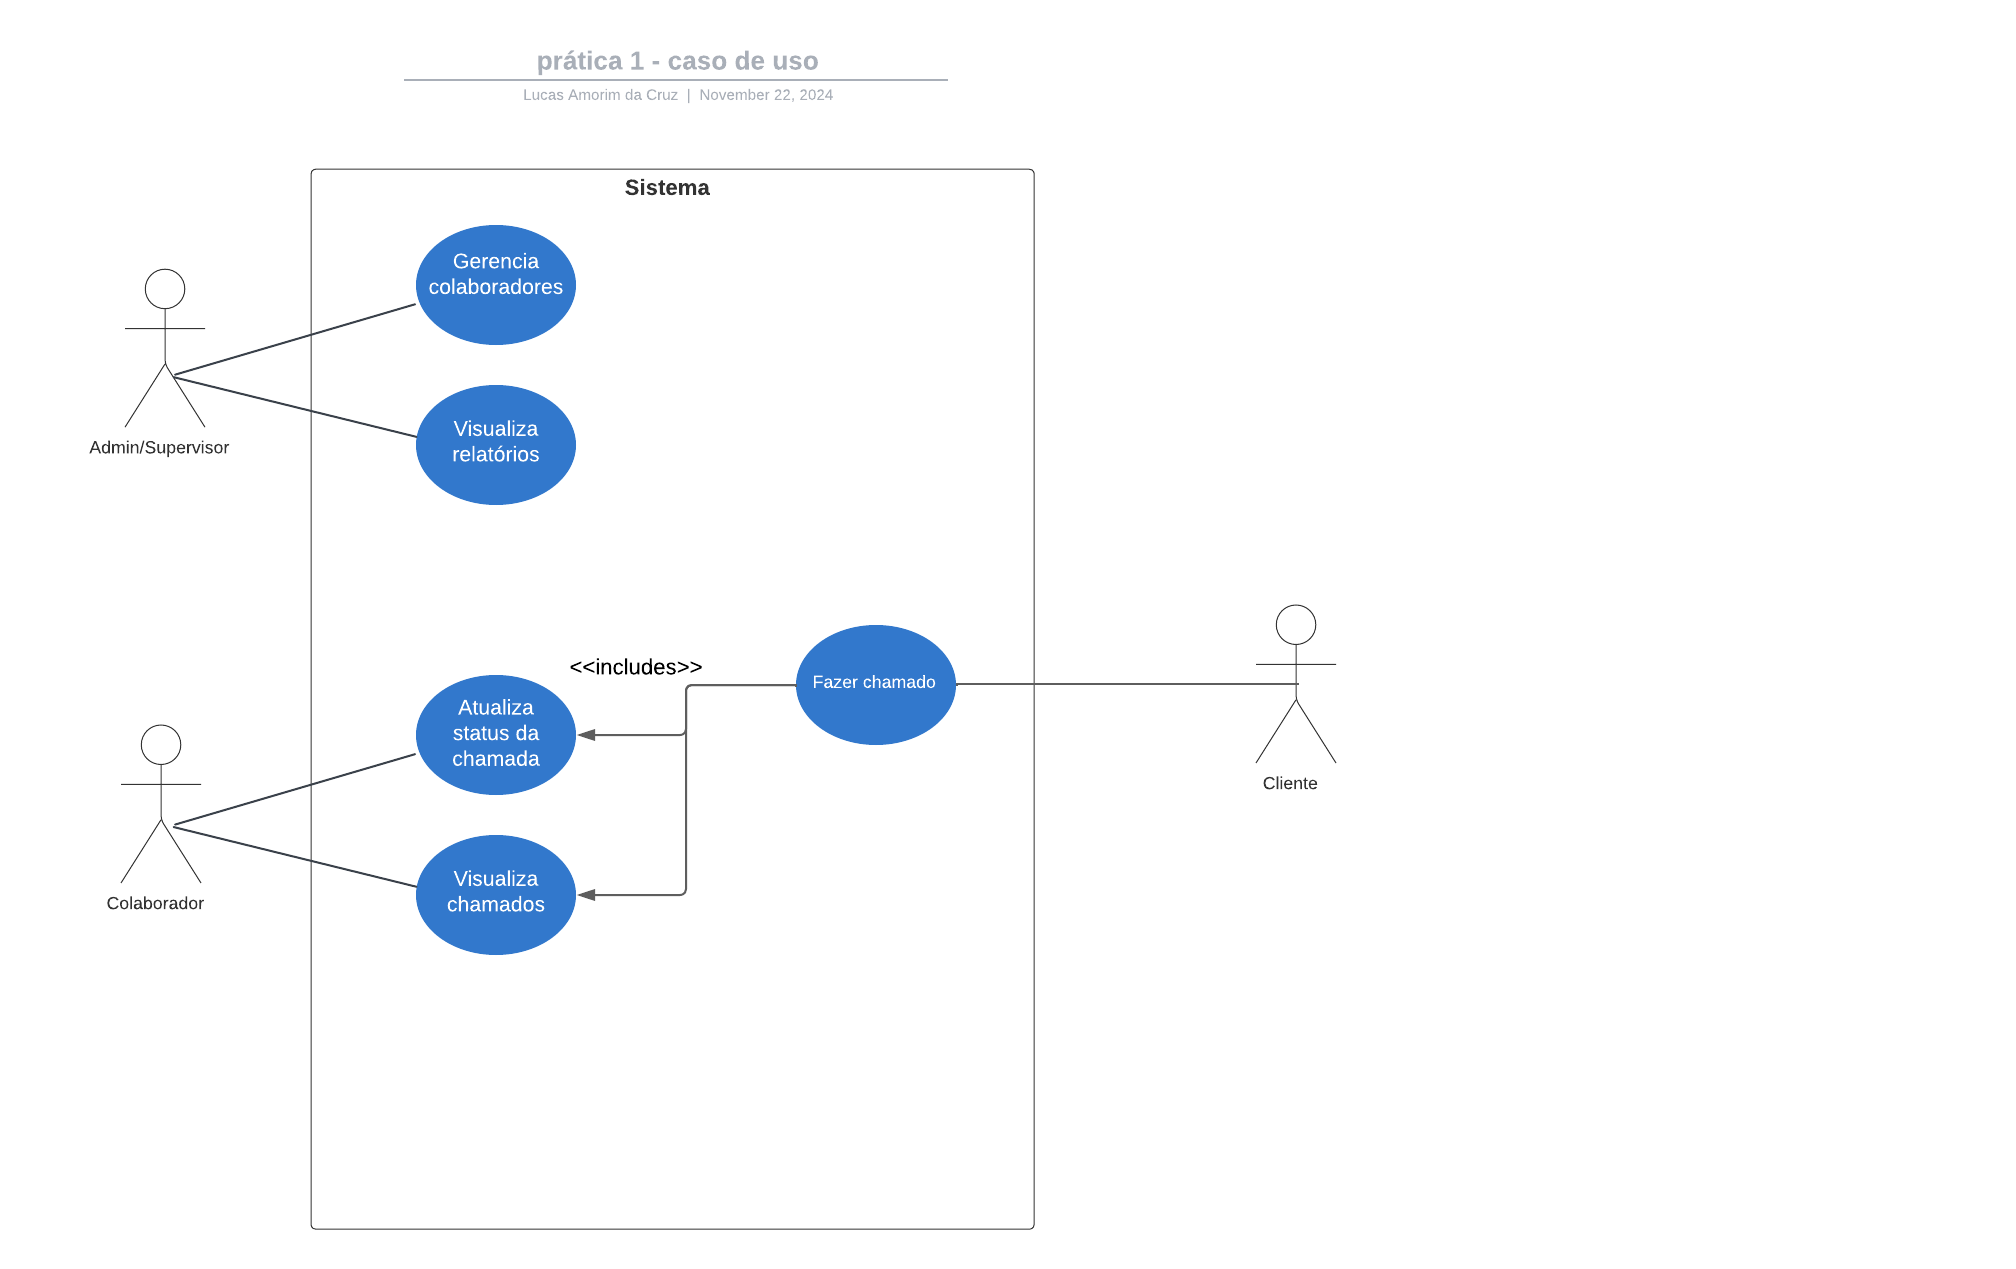 prática 1 - caso de uso
Lucas Amorim da Cruz | November 22, 2024
Sistema
Gerencia
colaboradores
Admin/Supervisor
Visualiza
relatórios
<<includes>>
Fazer chamado
Atualiza
status da
chamada
Cliente
Visualiza
chamados
Colaborador